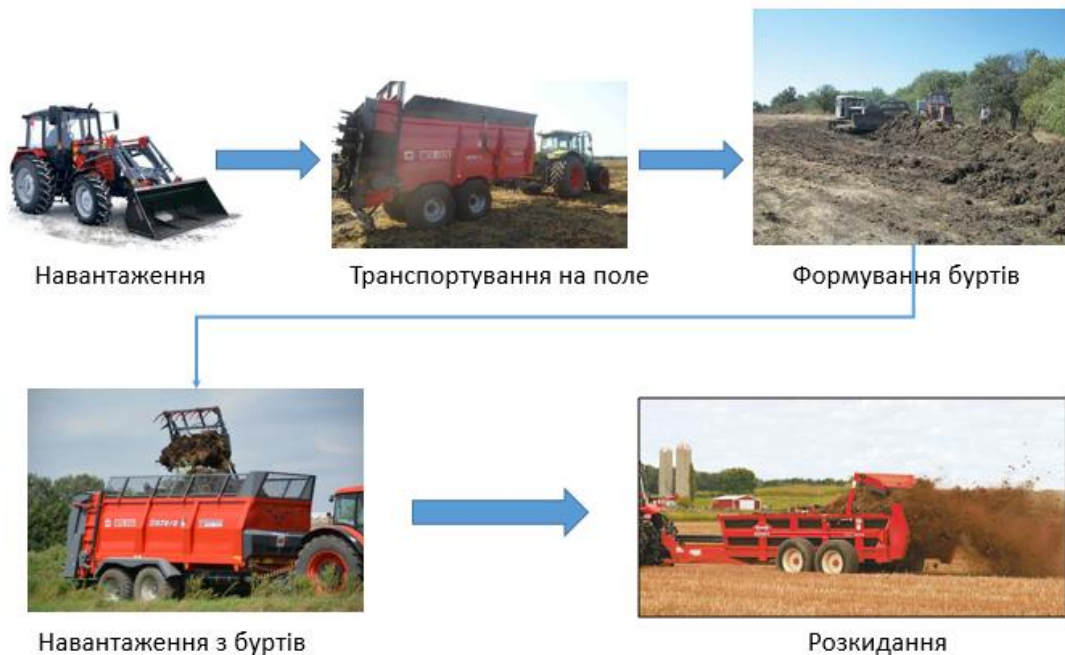 Навантаження
Транспортування на поле
Формування буртів
Навантаження з буртів
Розкидання